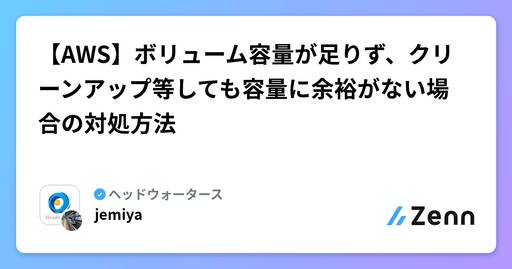 【AWS】ボリューム容量が足りず、クリ
ーンアップ等しても容量に余裕がない場
合の対処方法
ヘッドウォータース
jemiya
Zenn